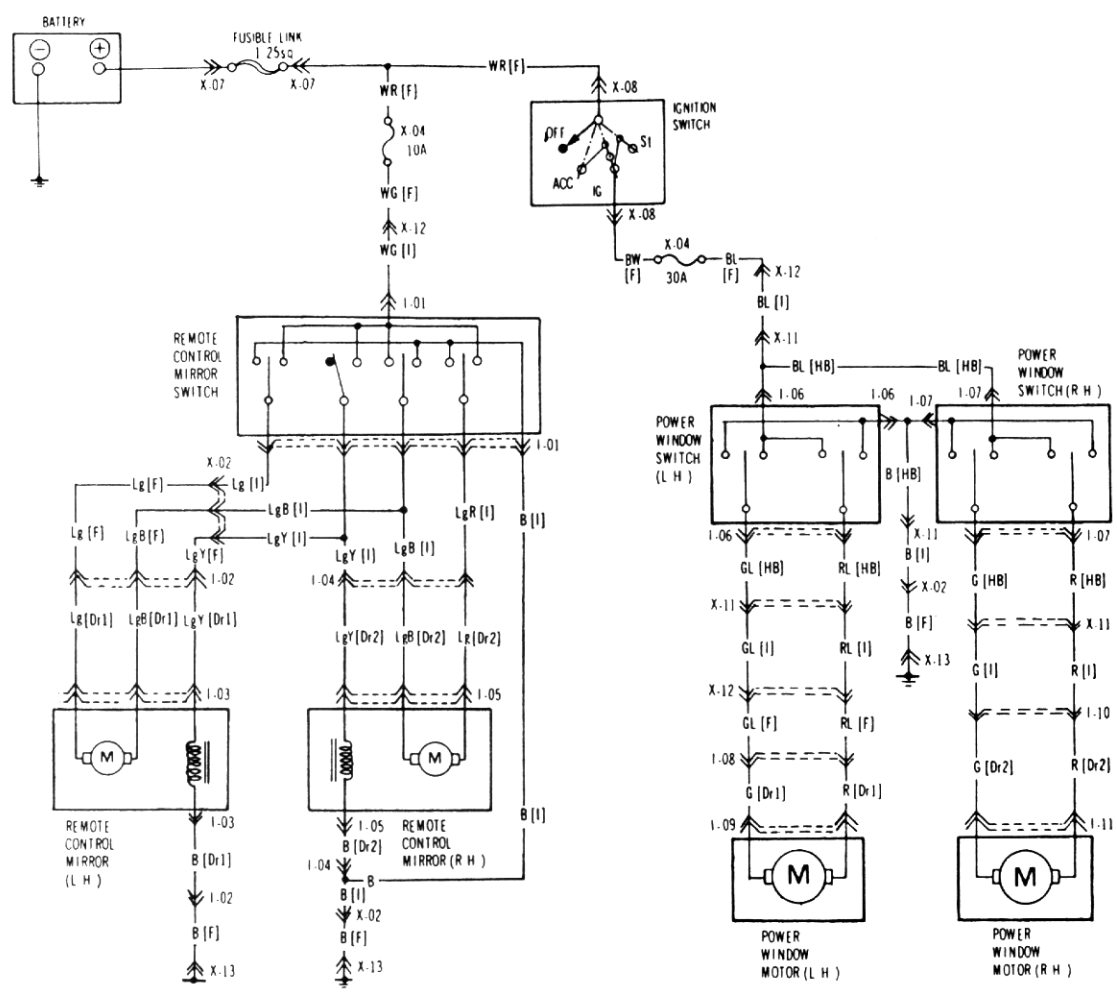 BATTERY
FUSIBLE LINK
1.25sq
X-07
X-07
WR[F]
WR[F]
X-08
IGNITION
SWITCH
OFF
St
ACC
IG
X-04
10A
WG[F]
X-12
WG[I]
X-08
X-04
BW
[F]
30A
BL
[F]
X-12
BL[I]
X-11
I-01
REMOTE
CONTROL
MIRROR
SWITCH
BL[HB]
BL[HB]
POWER
WINDOW
SWITCH(RH)
I-06
I-06
I-07
I-07
POWER
WINDOW
SWITCH
(LH)
B[HB]
I-01
X-02
Lg[F]
Lg[I]
LgB[I]
LgR[I]
B[I]
Lg[F]
LgB[F]
LgY[F]
LgY[I]
LgY[I]
LgB[I]
I-02
I-04
I-06
X-11
I-07
GL[HB]
RL[HB]
B[I]
G[HB]
R[HB]
X-02
X-11
B[F]
X-11
Lg[Dr1]
LgB[Dr1]
LgY[Dr1]
LgY[Dr2]
LgB[Dr2]
Lg[Dr2]
GL[I]
RL[I]
X-13
G[I]
R[I]
I-03
I-05
X-12
I-10
GL[F]
RL[F]
M
M
I-08
G[Dr1]
R[Dr1]
G[Dr2]
R[Dr2]
I-03
I-05
B[I]
I-09
I-11
REMOTE
CONTROL
MIRROR
(LH)
REMOTE
CONTROL
MIRROR(RH)
B[Dr1]
B[Dr2]
I-04
B
I-02
B[I]
X-02
B[F]
B[F]
X-13
X-13
M
M
POWER
WINDOW
MOTOR(LH)
POWER
WINDOW
MOTOR(RH)